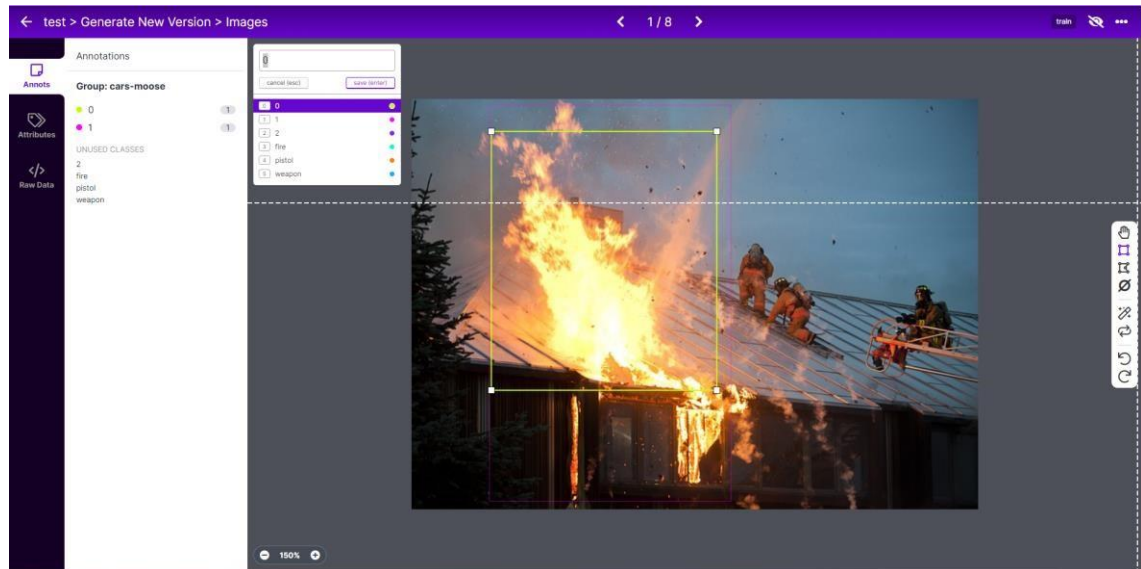 test > Generate New Version > Images
1 / 8
train
Annots
Attributes
</>
Raw Data
Annotations
Group: cars-moose
0 1
1 1
UNUSED CLASSES
2
fire
pistol
weapon
0
cancel (esc) save (enter)
0 0
1 1
2 2
3 fire
4 pistol
5 weapon
150%